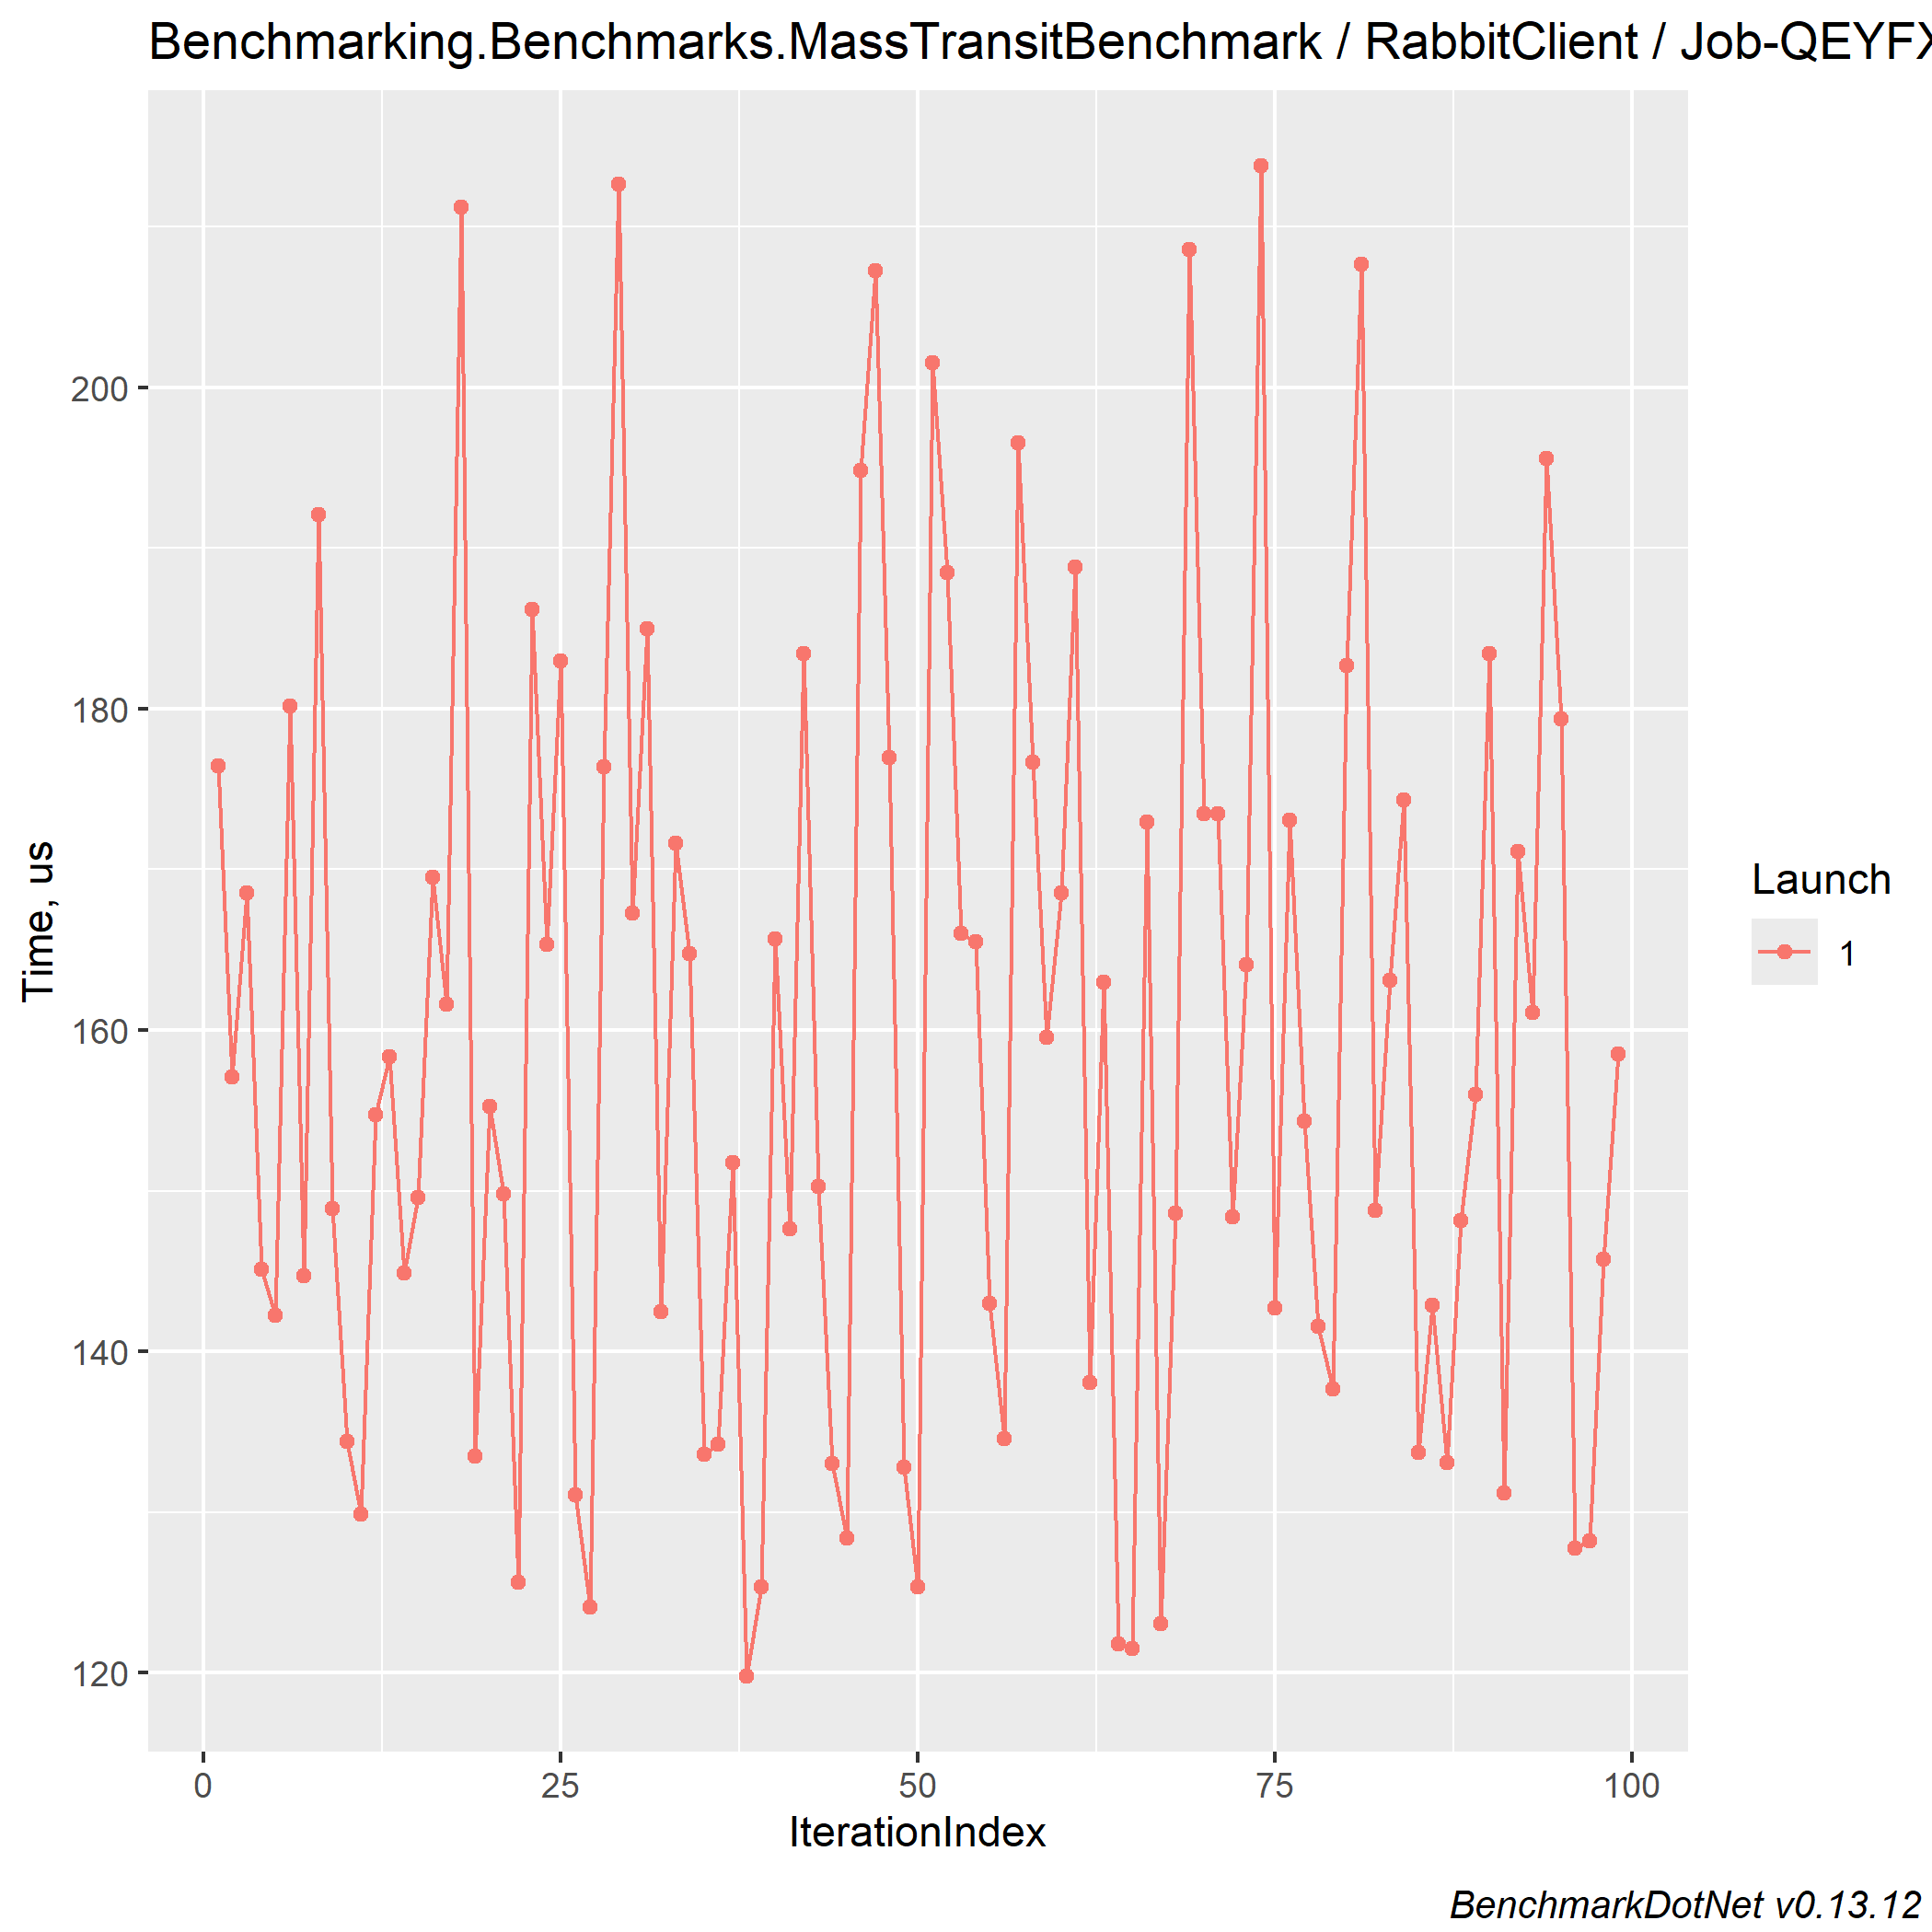 Benchmarking.Benchmarks.MassTransitBenchmark / RabbitClient / Job-QEYFX
Time, us
200
180
160
140
120
0 25 50 75 100
IterationIndex
Launch
1
BenchmarkDotNet v0.13.12